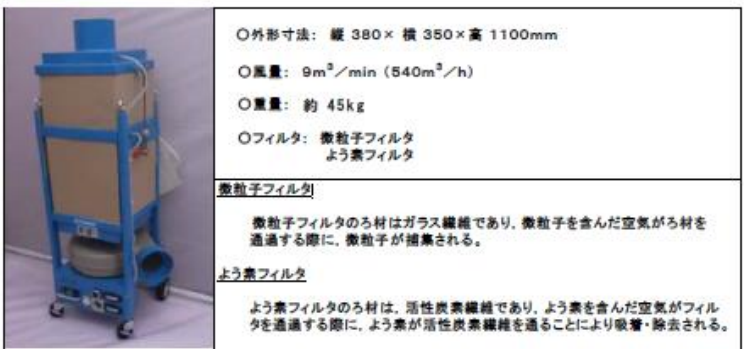 ○外形寸法： 縦 380× 横 350×高 1100mm
○風量： 9m³／min（540m³／h）
○重量： 約 45kg
○フィルタ： 微粒子フィルタ
よう素フィルタ
微粒子フィルタ
微粒子フィルタのろ材はガラス繊維であり，微粒子を含んだ空気がろ材を
通過する際に，微粒子が捕集される。
よう素フィルタ
よう素フィルタのろ材は，活性炭素繊維であり，よう素を含んだ空気がフィル
タを通過する際に，よう素が活性炭素繊維を通ることにより吸着・除去される。